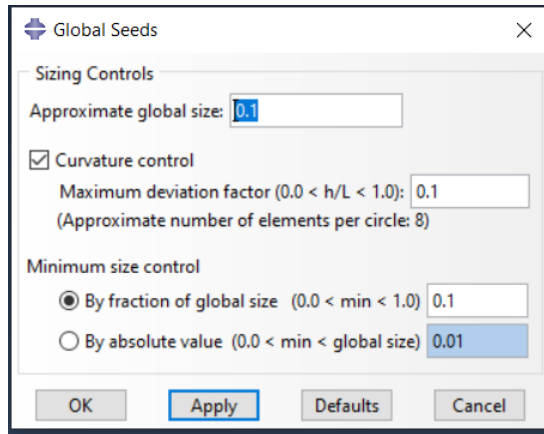 Global Seeds
Sizing Controls
Approximate global size: 0.1
Curvature control
Maximum deviation factor (0.0 < h/L < 1.0): 0.1
(Approximate number of elements per circle: 8)
Minimum size control
By fraction of global size (0.0 < min < 1.0) 0.1
By absolute value (0.0 < min < global size) 0.01
OK Apply Defaults Cancel